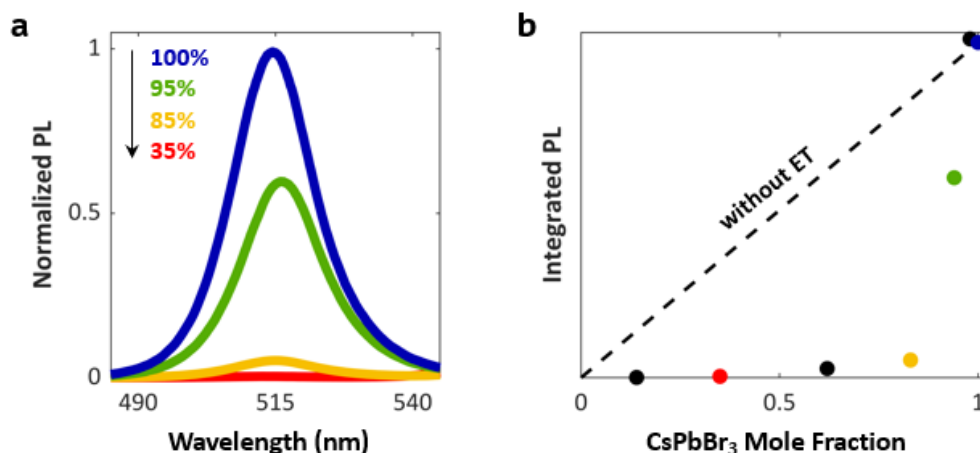 a
Normalized PL
1
0.5
0
100%
95%
85%
35%
490
515
540
Wavelength (nm)
b
Integrated PL
without ET
0
0.5
1
CsPbBr₃ Mole Fraction